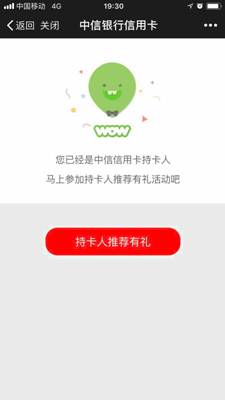 中国移动 4G 19:30
返回 关闭 中信银行信用卡
WOW
您已经是中信信用卡持卡人
马上参加持卡人推荐有礼活动吧
持卡人推荐有礼